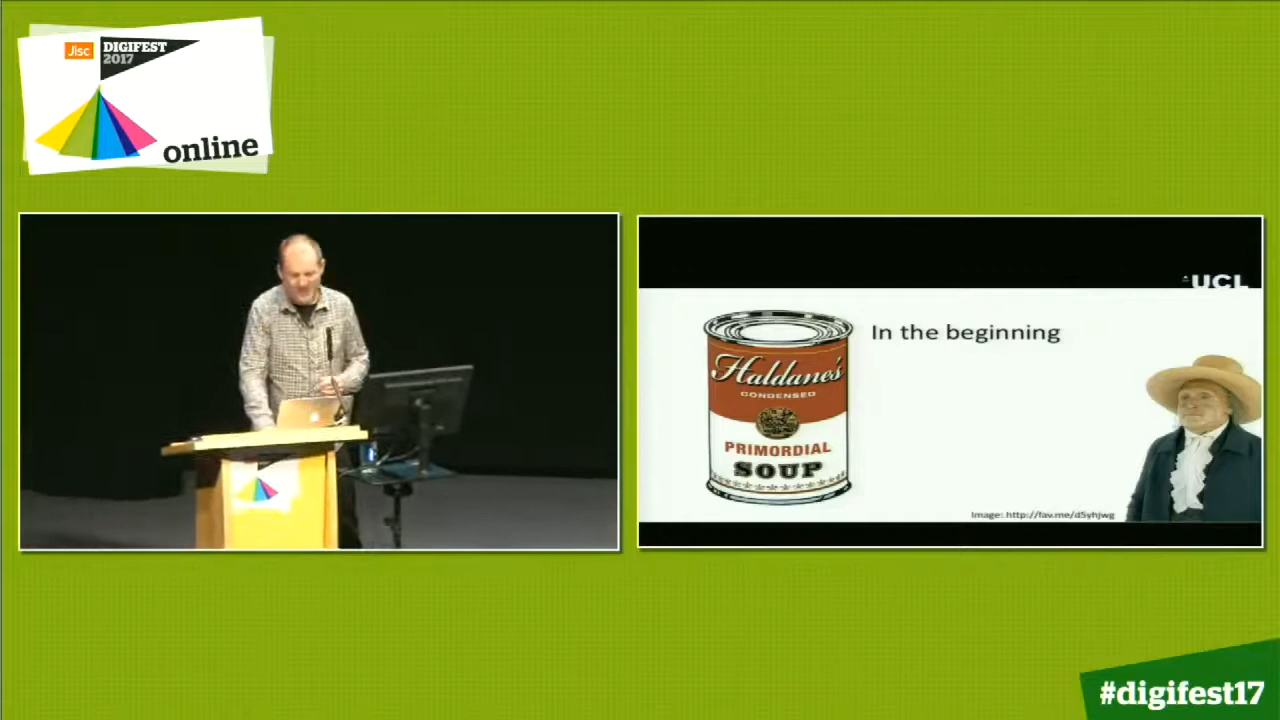 Jisc
DIGIFEST
2017
online
UCL
In the beginning
Haldane's
CONDENSED
PRIMORDIAL
SOUP
Image: http://fav.me/d5yhjwg
#digifest17